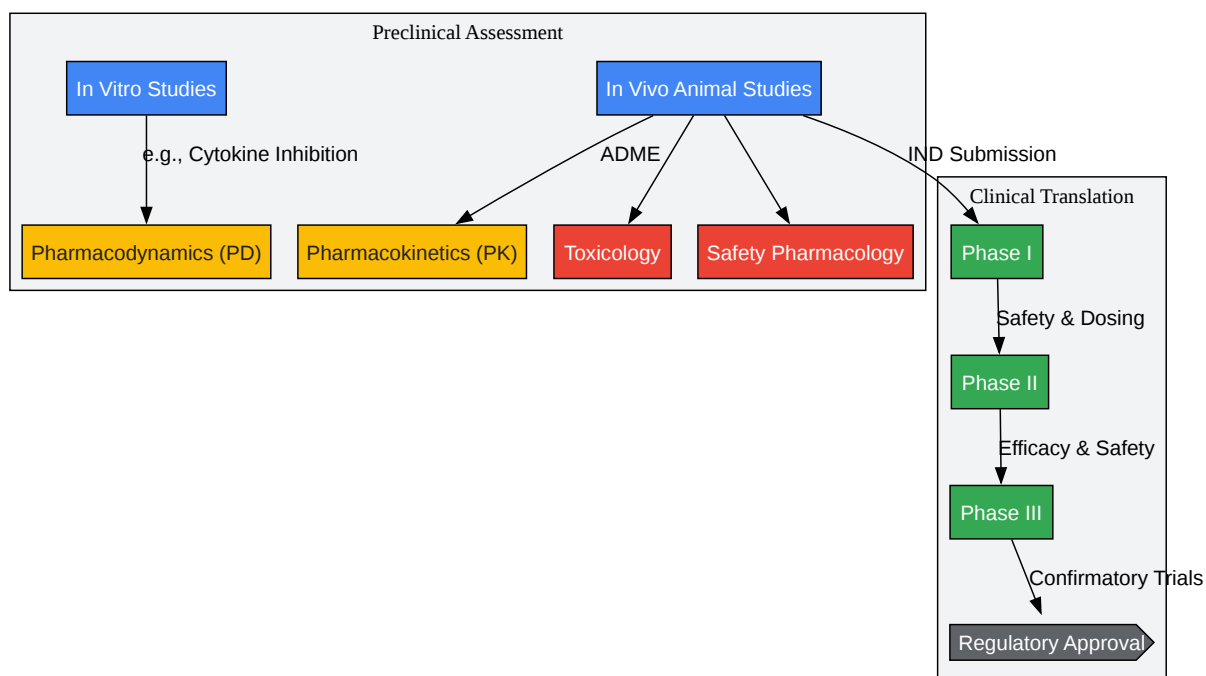 Preclinical Assessment
In Vitro Studies
In Vivo Animal Studies
e.g., Cytokine Inhibition
ADME
IND Submission
Clinical Translation
Pharmacodynamics (PD)
Pharmacokinetics (PK)
Toxicology
Safety Pharmacology
Phase I
Safety & Dosing
Phase II
Efficacy & Safety
Phase III
Confirmatory Trials
Regulatory Approval